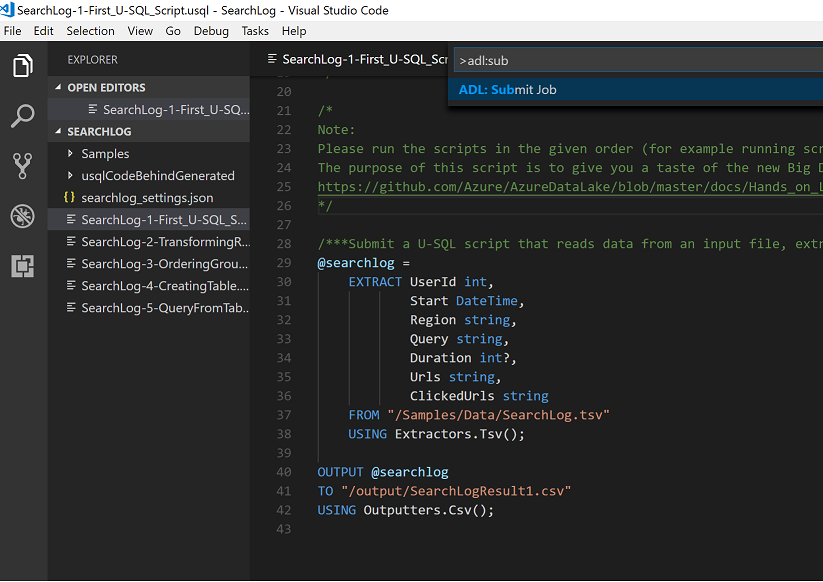 SearchLog-1-First_U-SQL_Script.usql - SearchLog - Visual Studio Code
File Edit Selection View Go Debug Tasks Help
EXPLORER
OPEN EDITORS
SearchLog-1-First_U-SQ...
SEARCHLOG
Samples
usqlCodeBehindGenerated
{} searchlog_settings.json
SearchLog-1-First_U-SQL_S...
SearchLog-2-TransformingR...
SearchLog-3-OrderingGrou...
SearchLog-4-CreatingTable....
SearchLog-5-QueryFromTab...
SearchLog-1-First_U-SQL_Scr
>adl:sub
ADL: Submit Job
20
21 /*
22 Note:
23 Please run the scripts in the given order (for example running scr
24 The purpose of this script is to give you a taste of the new Big D
25 https://github.com/Azure/AzureDataLake/blob/master/docs/Hands_on_L
26 */
27
28 /***Submit a U-SQL script that reads data from an input file, extr
29 @searchlog =
30 EXTRACT UserId int,
31 Start DateTime,
32 Region string,
33 Query string,
34 Duration int?,
35 Urls string,
36 ClickedUrls string
37 FROM "/Samples/Data/SearchLog.tsv"
38 USING Extractors.Tsv();
39
40 OUTPUT @searchlog
41 TO "/output/SearchLogResult1.csv"
42 USING Outputters.Csv();
43